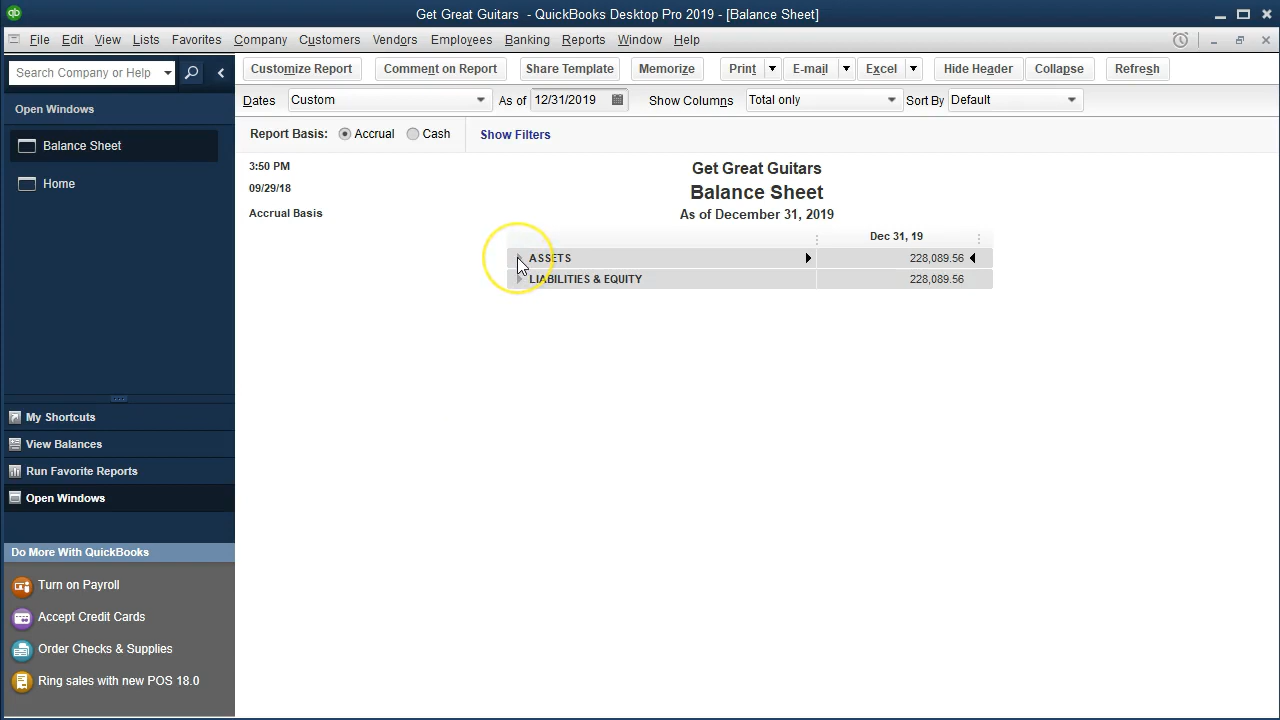 Get Great Guitars - QuickBooks Desktop Pro 2019 - [Balance Sheet]
File Edit View Lists Favorites Company Customers Vendors Employees Banking Reports Window Help
Search Company or Help
Customize Report Comment on Report Share Template Memorize Print E-mail Excel Hide Header Collapse Refresh
Open Windows
Dates Custom As of 12/31/2019 Show Columns Total only Sort By Default
Balance Sheet
Home
Report Basis: Accrual Cash Show Filters
3:50 PM
09/29/18
Accrual Basis
Get Great Guitars
Balance Sheet
As of December 31, 2019
Dec 31, 19
ASSETS 228,089.56
LIABILITIES & EQUITY 228,089.56
My Shortcuts
View Balances
Run Favorite Reports
Open Windows
Do More With QuickBooks
Turn on Payroll
Accept Credit Cards
Order Checks & Supplies
Ring sales with new POS 18.0